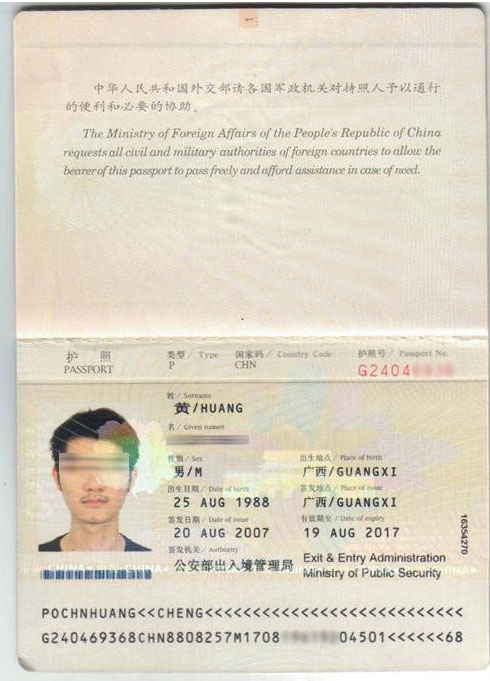 1
中华人民共和国外交部请各国军政机关对持照人予以通行
的便利和必要的协助。
The Ministry of Foreign Affairs of the People's Republic of China
requests all civil and military authorities of foreign countries to allow the
bearer of this passport to pass freely and afford assistance in case of need.
护 照 类型 / Type 国家码 / Country Code 护照号 / Passport No.
PASSPORT P CHN G2404
姓 / Surname
黄/HUANG
名 / Given names
性别 / Sex 出生地点 / Place of birth
男/M 广西/GUANGXI
出生日期 / Date of birth 签发地点 / Place of issue
25 AUG 1988 广西/GUANGXI
签发日期 / Date of issue 有效期至 / Date of expiry
20 AUG 2007 19 AUG 2017
签发机关 / Authority
公安部出入境管理局 Exit & Entry Administration
Ministry of Public Security
16354270
CHINA
POCHNHUANG<<CHENG<<<<<<<<<<<<<<<<<<<<<<<<<<<
G240469368CHN8808257M1708 04501<<<<<<68